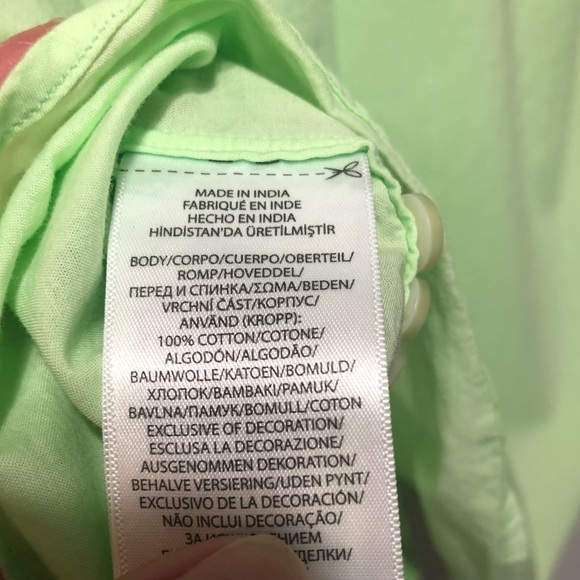 MADE IN INDIA
FABRIQUÉ EN INDE
HECHO EN INDIA
HİNDİSTAN'DA ÜRETİLMİŞTİR
BODY/CORPO/CUERPO/OBERTEIL/
ROMP/HOVEDDEL/
ПЕРЕД И СПИНКА/ΣΩΜΑ/BEDEN/
VRCHNÍ ČÁST/КОРПУС/
ANVÄND (KROPP):
100% COTTON/COTONE/
ALGODÓN/ALGODÃO/
BAUMWOLLE/KATOEN/BOMULD/
ХЛОПОК/BAMBAKI/PAMUK/
BAVLNA/ПАМУК/BOMULL/COTON
EXCLUSIVE OF DECORATION/
ESCLUSA LA DECORAZIONE/
AUSGENOMMEN DEKORATION/
BEHALVE VERSIERING/UDEN PYNT/
EXCLUSIVO DE LA DECORACIÓN/
NÃO INCLUI DECORAÇÃO/